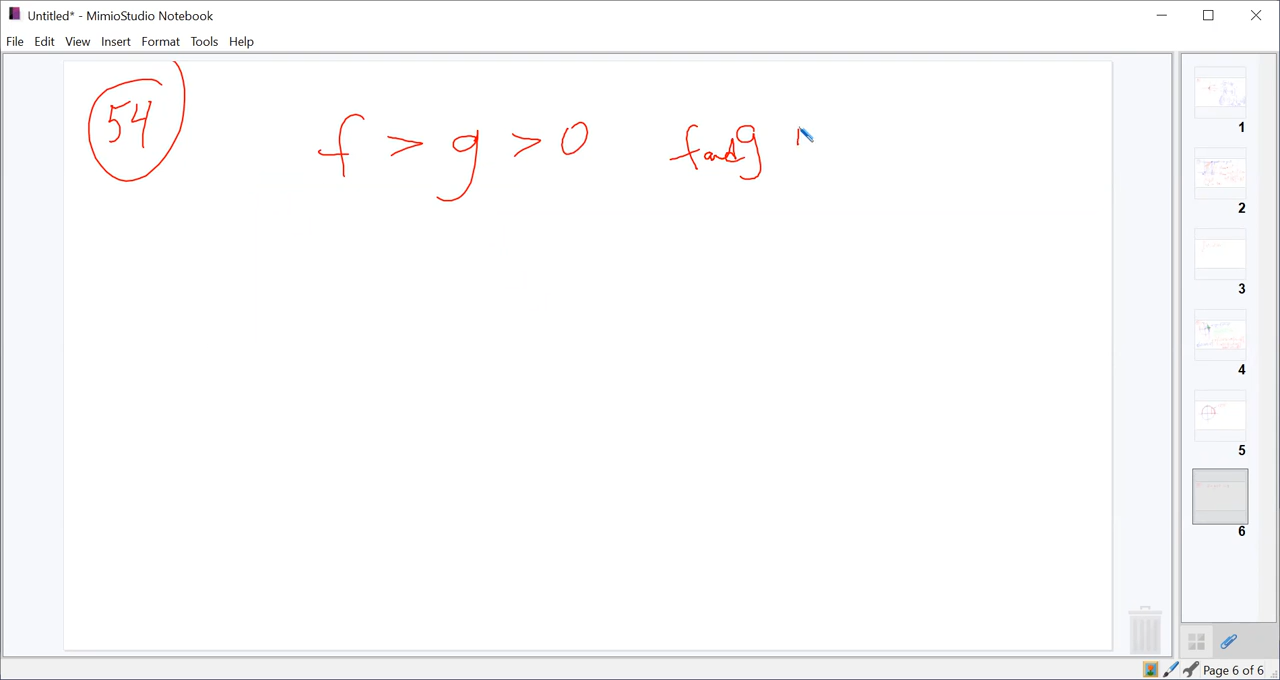 Untitled* - MimioStudio Notebook
File Edit View Insert Format Tools Help
54 f > g > 0 f and g
1
2
3
4
5
6
Page 6 of 6